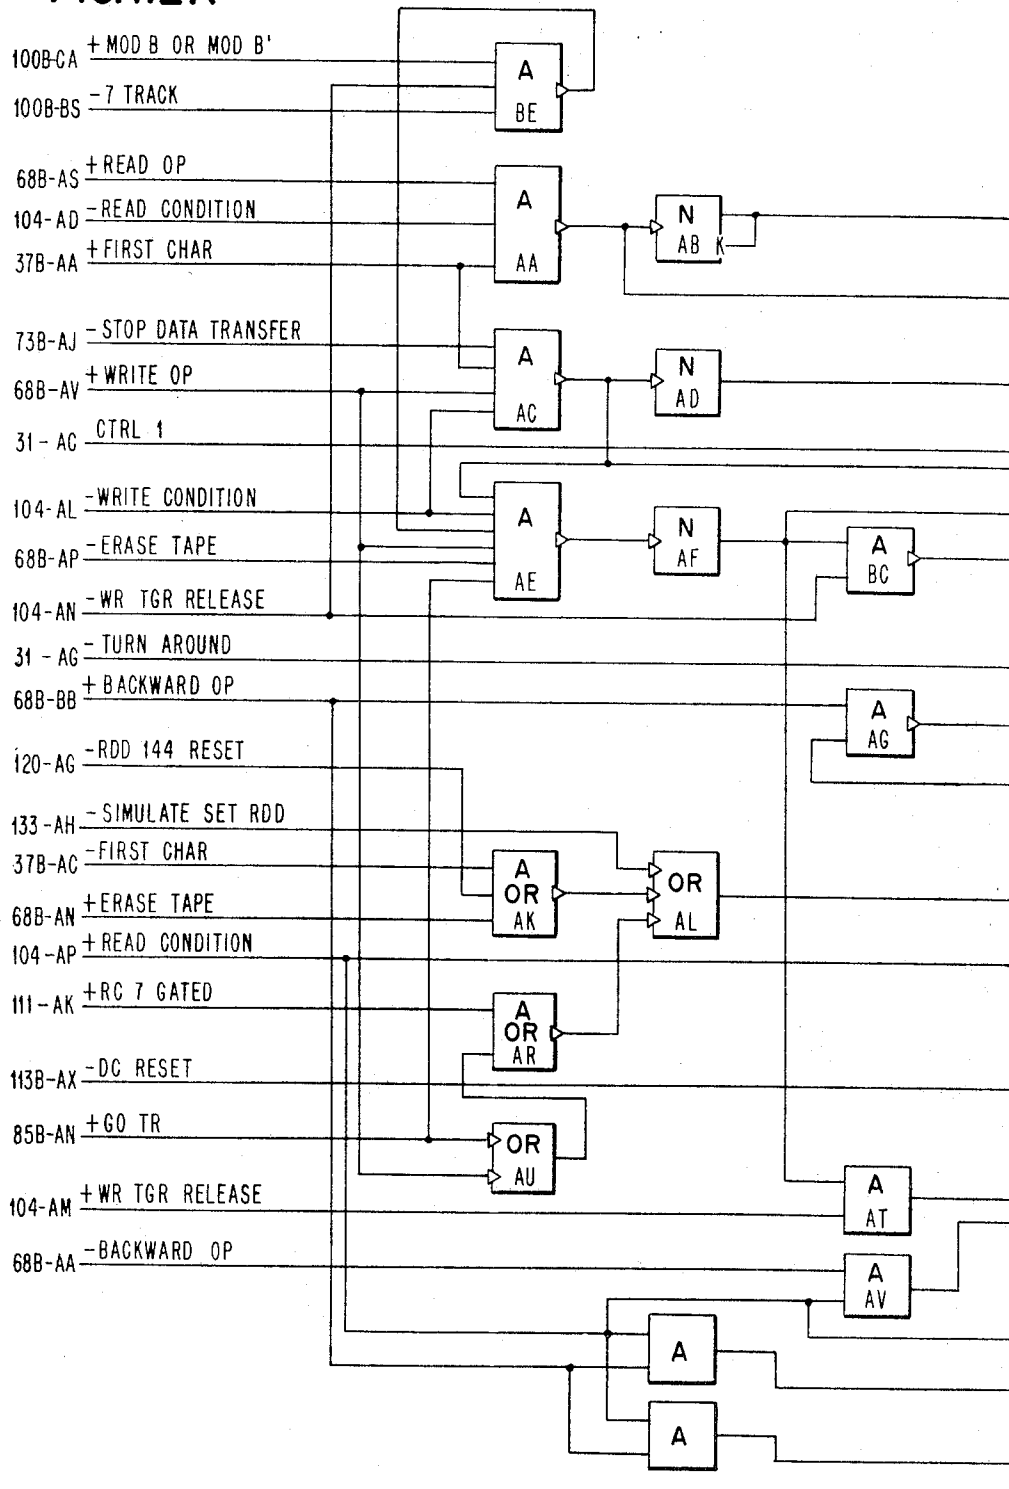 100B-CA +MOD B OR MOD B'
A
BE
100B-BS -7 TRACK
68B-AS +READ OP
A
AA
104-AD -READ CONDITION
N
AB K
37B-AA +FIRST CHAR
73B-AJ -STOP DATA TRANSFER
A
AC
N
AD
68B-AV +WRITE OP
31-AC CTRL 1
104-AL -WRITE CONDITION
A
AE
N
AF
A
BC
68B-AP -ERASE TAPE
104-AN -WR TGR RELEASE
31-AG -TURN AROUND
68B-BB +BACKWARD OP
A
AG
120-AG -RDD 144 RESET
133-AH -SIMULATE SET RDD
37B-AC -FIRST CHAR
A
OR
AK
OR
AL
68B-AN +ERASE TAPE
104-AP +READ CONDITION
111-AK +RC 7 GATED
A
OR
AR
113B-AX -DC RESET
85B-AN +GO TR
OR
AU
104-AM +WR TGR RELEASE
A
AT
68B-AA -BACKWARD OP
A
AV
A
A